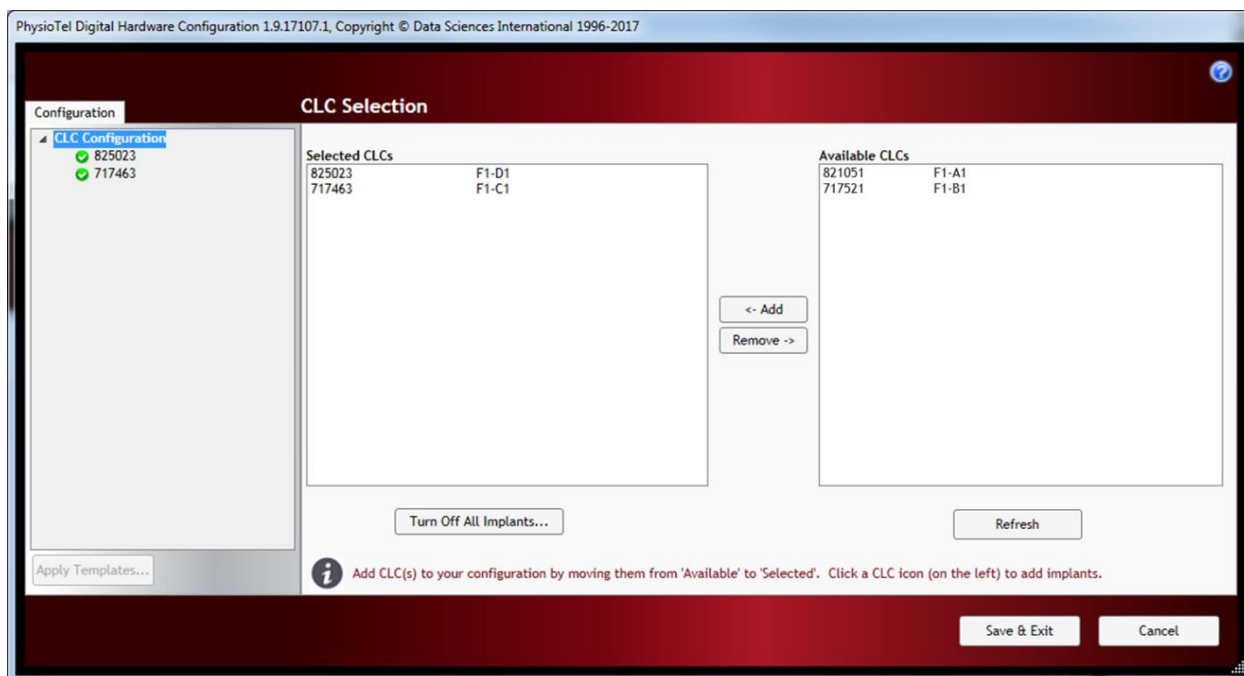 PhysioTel Digital Hardware Configuration 1.9.17107.1, Copyright © Data Sciences International 1996-2017
?
Configuration
CLC Selection
CLC Configuration
825023
717463
Selected CLCs
825023 F1-D1
717463 F1-C1
<- Add
Remove ->
Available CLCs
821051 F1-A1
717521 F1-B1
Turn Off All Implants...
Refresh
Apply Templates...
i
Add CLC(s) to your configuration by moving them from 'Available' to 'Selected'. Click a CLC icon (on the left) to add implants.
Save & Exit
Cancel